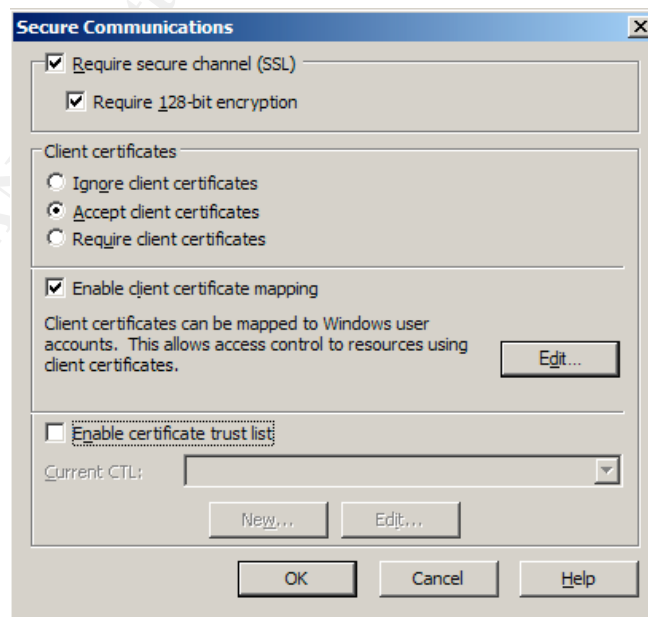 Secure Communications
Require secure channel (SSL)
Require 128-bit encryption
Client certificates
Ignore client certificates
Accept client certificates
Require client certificates
Enable client certificate mapping
Client certificates can be mapped to Windows user
accounts. This allows access control to resources using
client certificates.
Edit...
Enable certificate trust list
Current CTL:
New... Edit...
OK Cancel Help